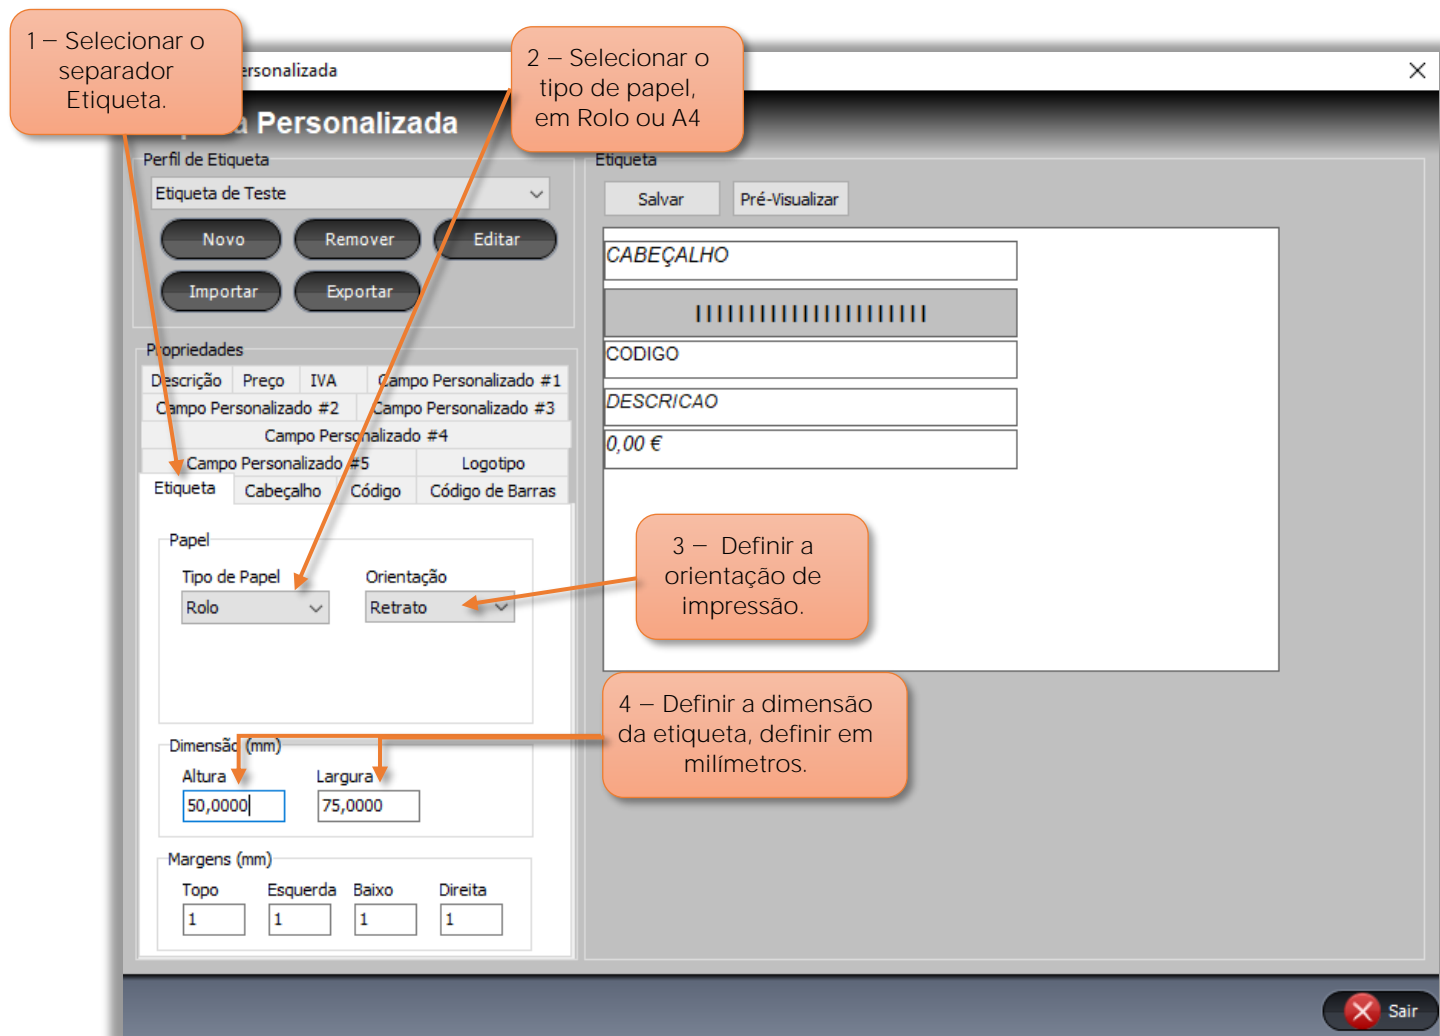 1 – Selecionar o
separador
Etiqueta.
2 – Selecionar o
tipo de papel,
em Rolo ou A4
ersonalizada
a Personalizada
Perfil de Etiqueta
Etiqueta de Teste
Novo Remover Editar
Importar Exportar
Propriedades
Descrição Preço IVA Campo Personalizado #1
Campo Personalizado #2 Campo Personalizado #3
Campo Personalizado #4
Campo Personalizado #5 Logotipo
Etiqueta Cabeçalho Código Código de Barras
Papel
Tipo de Papel Orientação
Rolo Retrato
Dimensão (mm)
Altura Largura
50,0000 75,0000
Margens (mm)
Topo Esquerda Baixo Direita
1 1 1 1
Etiqueta
Salvar Pré-Visualizar
CABEÇALHO
CODIGO
DESCRICAO
0,00 €
3 – Definir a
orientação de
impressão.
4 – Definir a dimensão
da etiqueta, definir em
milímetros.
Sair